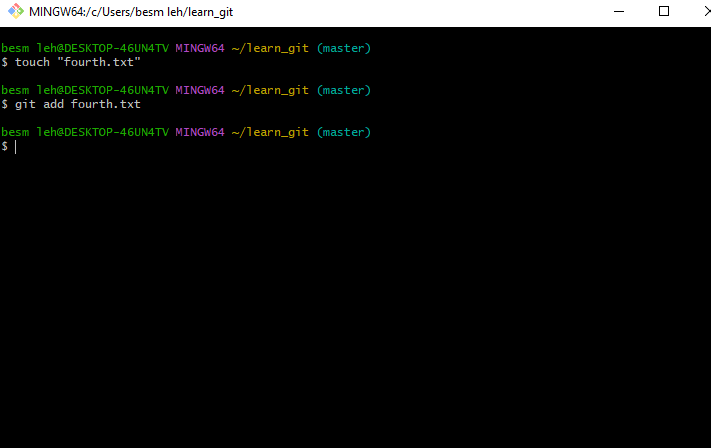 MINGW64:/c/Users/besm leh/learn_git
besm leh@DESKTOP-46UN4TV MINGW64 ~/learn_git (master)
$ touch "fourth.txt"
besm leh@DESKTOP-46UN4TV MINGW64 ~/learn_git (master)
$ git add fourth.txt
besm leh@DESKTOP-46UN4TV MINGW64 ~/learn_git (master)
$